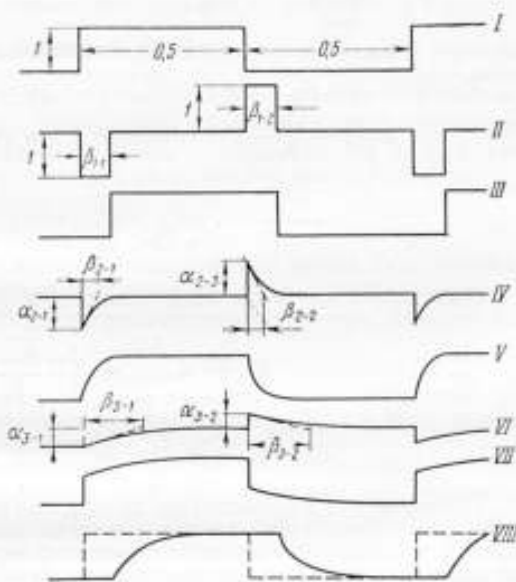 I
1 0,5 0,5
1 β₁₋₂
1 β₁₋₁ II
III
β₂₋₁ α₂₋₂ IV
α₂₋₁ β₂₋₂
V
β₃₋₁ α₃₋₂
α₃₋₁ VI
β₃₋₂
VII
VIII